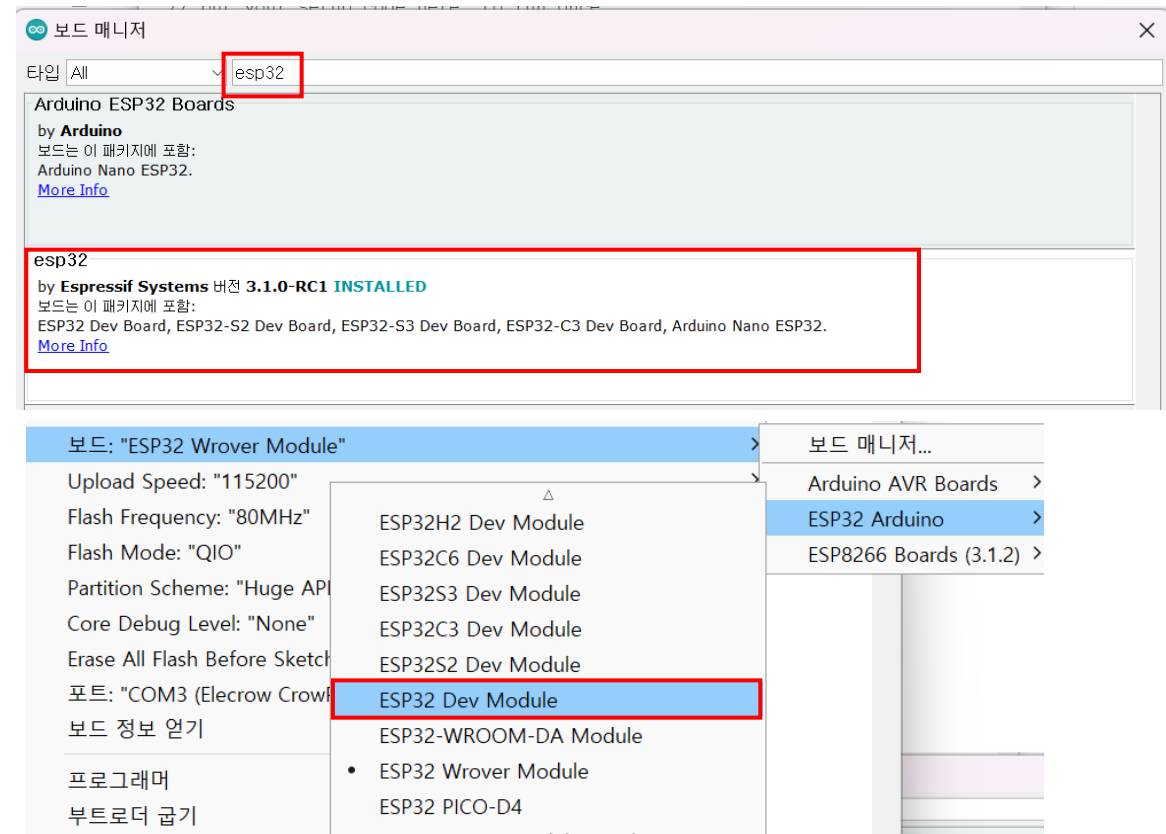 보드 매니저
타입 All esp32
Arduino ESP32 Boards
by Arduino
보드는 이 패키지에 포함:
Arduino Nano ESP32.
More Info
esp32
by Espressif Systems 버전 3.1.0-RC1 INSTALLED
보드는 이 패키지에 포함:
ESP32 Dev Board, ESP32-S2 Dev Board, ESP32-S3 Dev Board, ESP32-C3 Dev Board, Arduino Nano ESP32.
More Info
보드: "ESP32 Wrover Module"
Upload Speed: "115200"
Flash Frequency: "80MHz"
Flash Mode: "QIO"
Partition Scheme: "Huge
Core Debug Level: "None"
Erase All Flash Before
포트: "COM3 (Elecrow
보드 정보 얻기
프로그래머
부트로더 굽기
ESP32H2 Dev Module
ESP32C6 Dev Module
ESP32S3 Dev Module
ESP32C3 Dev Module
ESP32S2 Dev Module
ESP32 Dev Module
ESP32-WROOM-DA Module
ESP32 Wrover Module
ESP32 PICO-D4
보드 매니저...
Arduino AVR Boards
ESP32 Arduino
ESP8266 Boards (3.1.2)